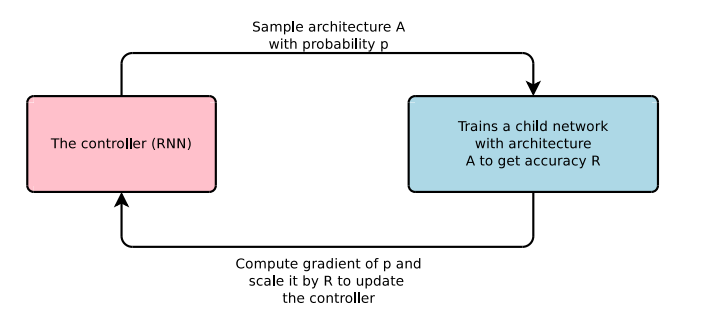 Sample architecture A
with probability p
The controller (RNN)
Trains a child network
with architecture
A to get accuracy R
Compute gradient of p and
scale it by R to update
the controller